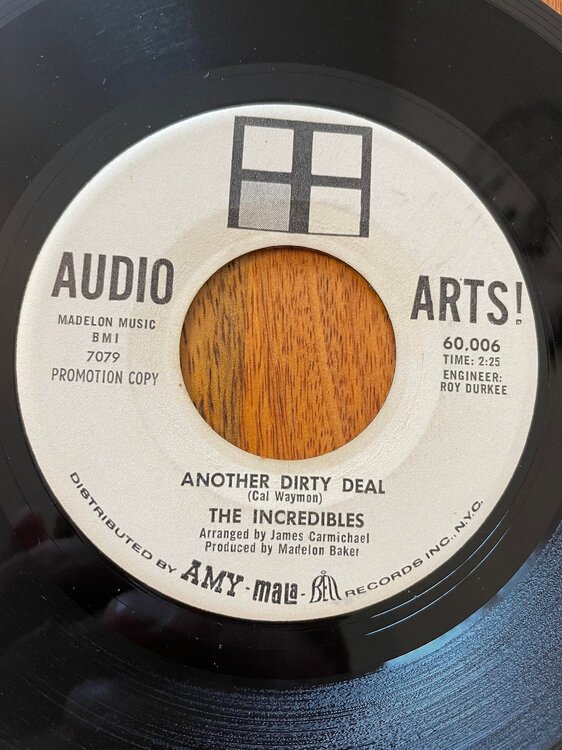 AUDIO ARTS!
MADELON MUSIC
BMI
7079
PROMOTION COPY
60,006
TIME: 2:25
ENGINEER:
ROY DURKEE
ANOTHER DIRTY DEAL
(Cal Waymon)
THE INCREDIBLES
Arranged by James Carmichael
Produced by Madelon Baker
DISTRIBUTED BY AMY - mala - BELL RECORDS INC., N.Y.C.